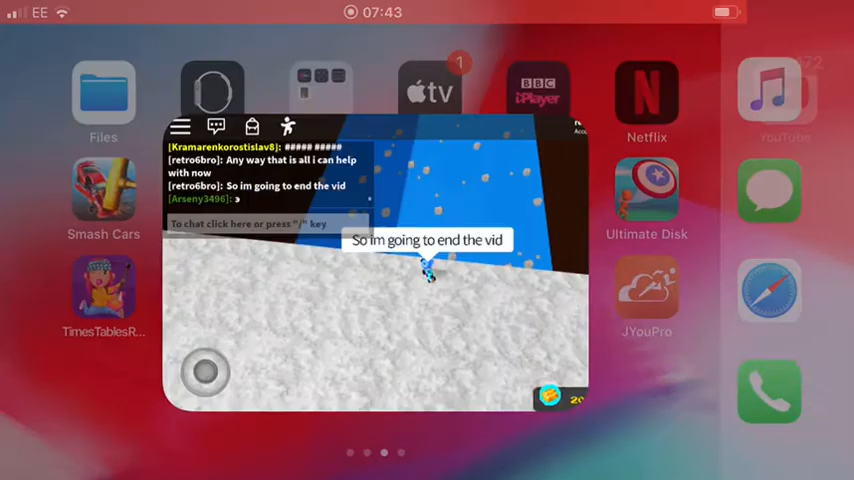 EE
07:43
1
tv
BBC
iPlayer
Files
Netflix
YouTube
[Kramarenkorostislav8]: ##### #####
[retro6bro]: Any way that is all i can help
with now
[retro6bro]: So im going to end the vid
[Arseny3496]: э
To chat click here or press "/" key
So im going to end the vid
Smash Cars
Ultimate Disk
TimesTablesR...
JYouPro